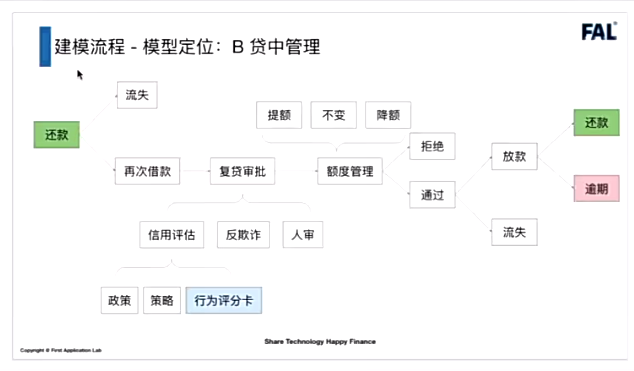 建模流程 - 模型定位：B 贷中管理
FAL
流失
提额
不变
降额
还款
还款
拒绝
再次借款
复贷审批
额度管理
放款
通过
逾期
信用评估
反欺诈
人审
流失
政策
策略
行为评分卡
Share Technology Happy Finance
Copyright © First Application Lab